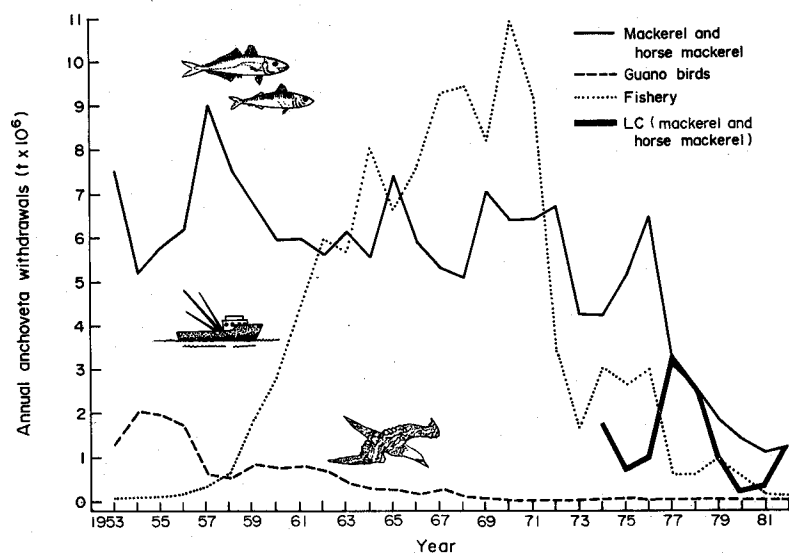 Annual anchoveta withdrawals (t x 10⁶)
11
10
9
8
7
6
5
4
3
2
1
0
Mackerel and
horse mackerel
Guano birds
Fishery
LC (mackerel and
horse mackerel)
1953 55 57 59 61 63 65 67 69 71 73 75 77 79 81
Year